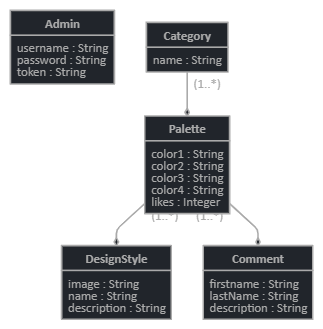 Admin
username : String
password : String
token : String
Category
name : String
(1..*)
Palette
color1 : String
color2 : String
color3 : String
color4 : String
likes : Integer
(1..*)
(1..*)
DesignStyle
image : String
name : String
description : String
Comment
firstname : String
lastName : String
description : String